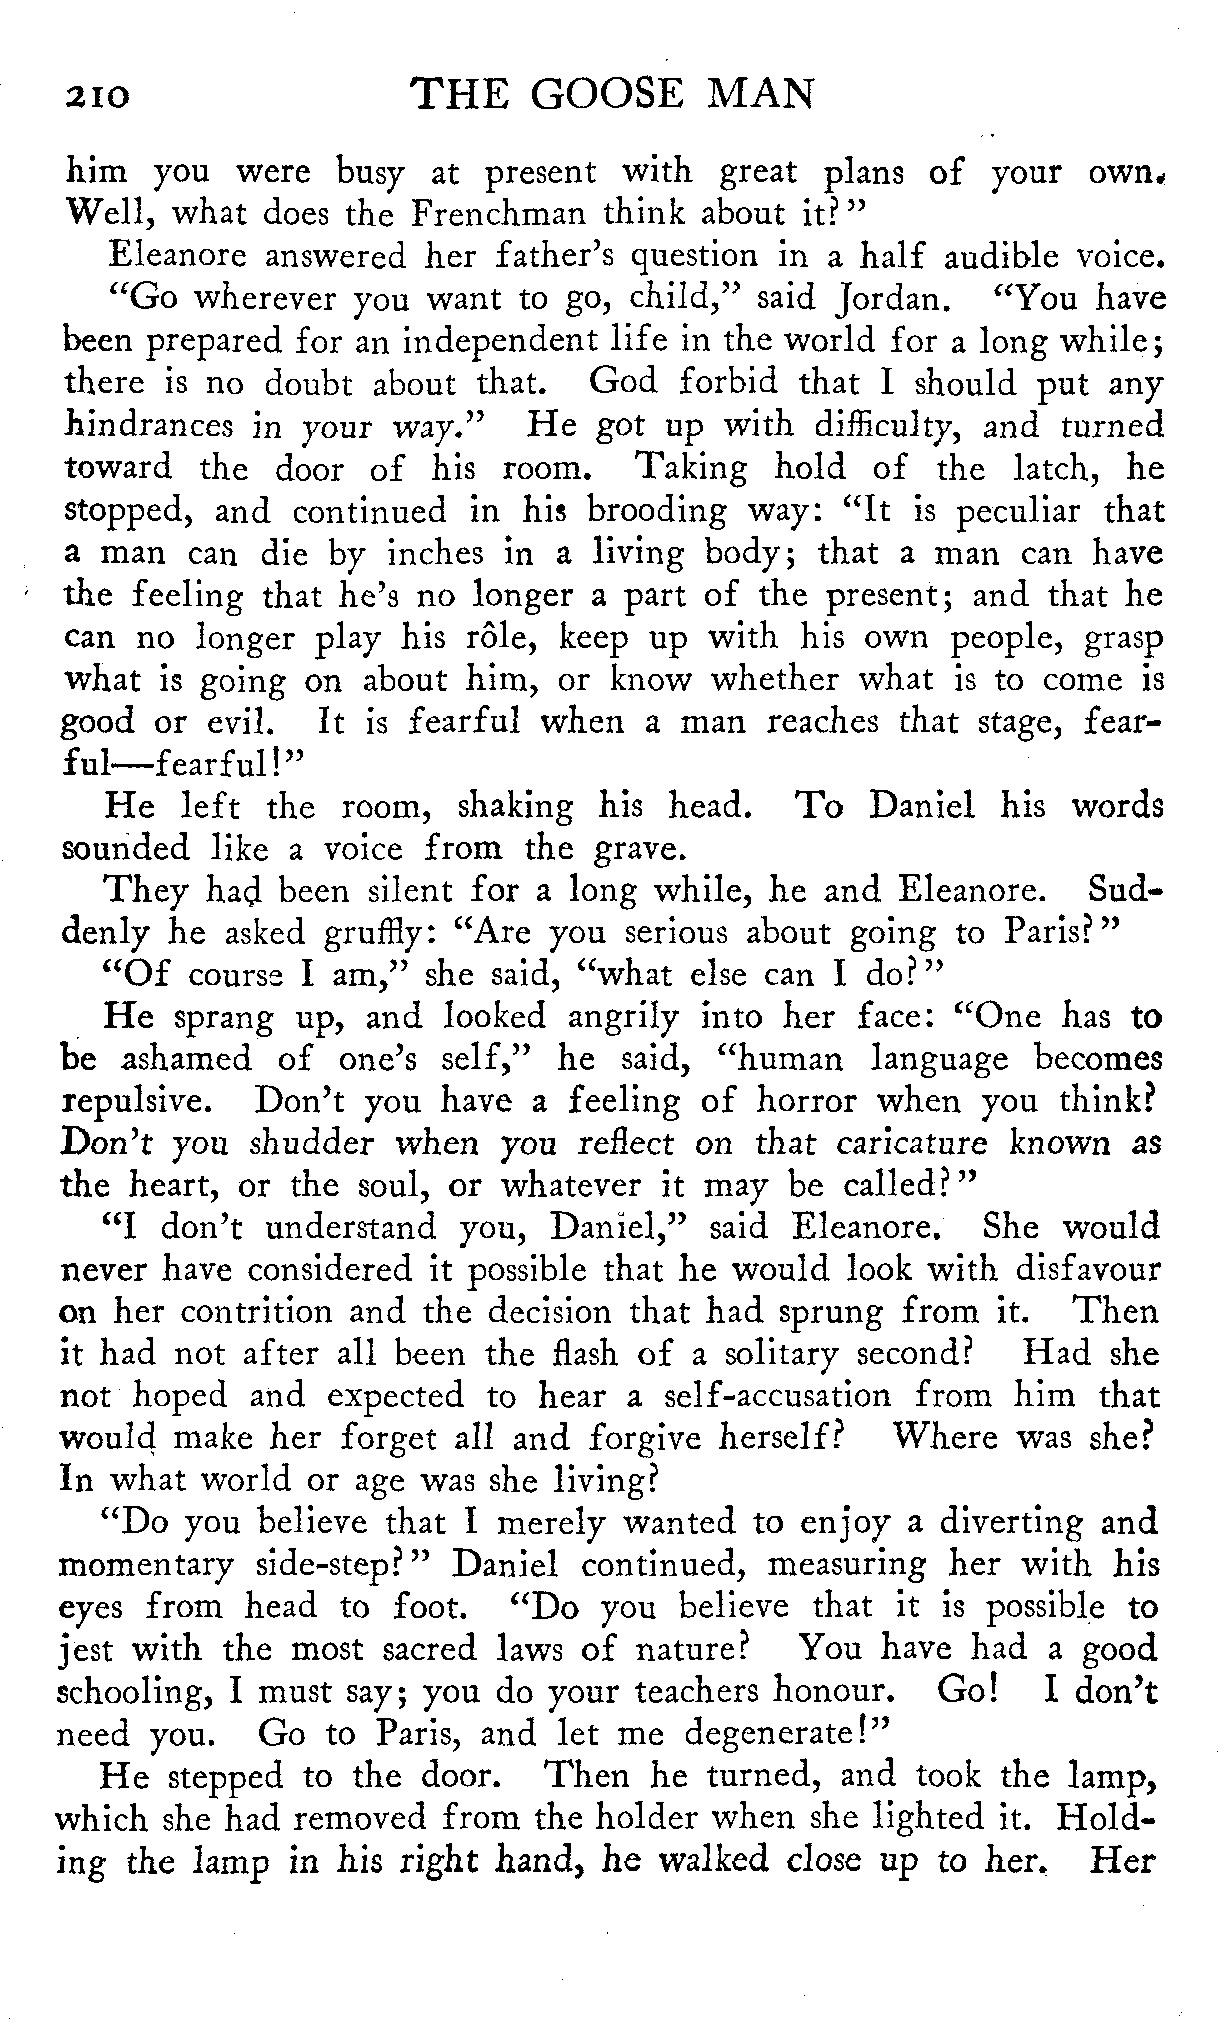 210 THE GOOSE MAN
him you were busy at present with great plans of your own.
Well, what does the Frenchman think about it?”
Eleanore answered her father’s question in a half audible voice.
“Go wherever you want to go, child,” said Jordan. “You have
been prepared for an independent life in the world for a long while;
there is no doubt about that. God forbid that I should put any
hindrances in your way.” He got up with difficulty, and turned
toward the door of his room. Taking hold of the latch, he
stopped, and continued in his brooding way: “It is peculiar that
a man can die by inches in a living body; that a man can have
the feeling that he’s no longer a part of the present; and that he
can no longer play his rôle, keep up with his own people, grasp
what is going on about him, or know whether what is to come is
good or evil. It is fearful when a man reaches that stage, fear-
ful—fearful!”
He left the room, shaking his head. To Daniel his words
sounded like a voice from the grave.
They had been silent for a long while, he and Eleanore. Sud-
denly he asked gruffly: “Are you serious about going to Paris?”
“Of course I am,” she said, “what else can I do?”
He sprang up, and looked angrily into her face: “One has to
be ashamed of one’s self,” he said, “human language becomes
repulsive. Don’t you have a feeling of horror when you think?
Don’t you shudder when you reflect on that caricature known as
the heart, or the soul, or whatever it may be called?”
“I don’t understand you, Daniel,” said Eleanore. She would
never have considered it possible that he would look with disfavour
on her contrition and the decision that had sprung from it. Then
it had not after all been the flash of a solitary second? Had she
not hoped and expected to hear a self-accusation from him that
would make her forget all and forgive herself? Where was she?
In what world or age was she living?
“Do you believe that I merely wanted to enjoy a diverting and
momentary side-step?” Daniel continued, measuring her with his
eyes from head to foot. “Do you believe that it is possible to
jest with the most sacred laws of nature? You have had a good
schooling, I must say; you do your teachers honour. Go! I don’t
need you. Go to Paris, and let me degenerate!”
He stepped to the door. Then he turned, and took the lamp,
which she had removed from the holder when she lighted it. Hold-
ing the lamp in his right hand, he walked close up to her. Her